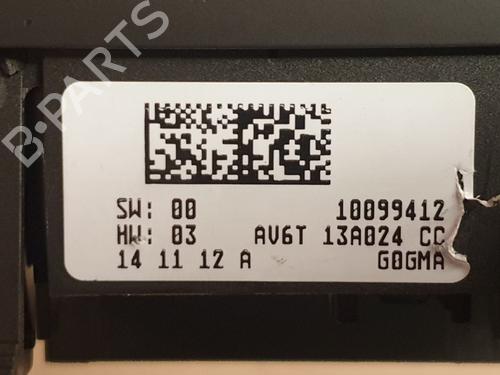 B·PARTS
SW: 00 10099412
HW: 03 AV6T 13A024 CC
14 11 12 A G0GMA